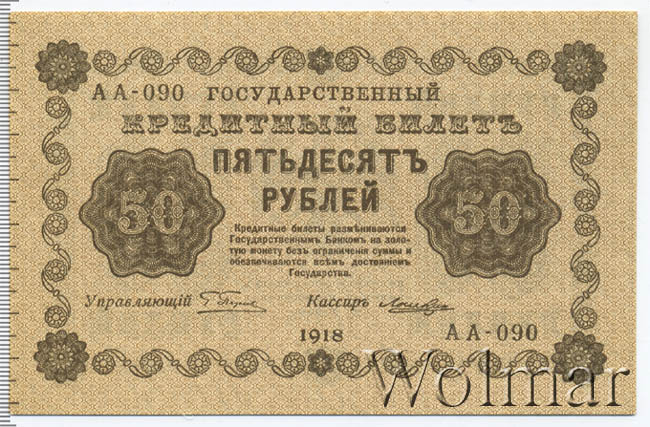 АА-090 ГОСУДАРСТВЕННЫЙ
КРЕДИТНЫЙ БИЛЕТЪ
ПЯТЬДЕСЯТЪ
РУБЛЕЙ
50
50
Кредитные билеты размѣниваются
Государственнымъ Банкомъ на золо-
тую монету безъ ограниченія суммы и
обезпечиваются всѣмъ достояніемъ
Государства.
Управляющій
Кассиръ
1918
АА-090
Wolmar